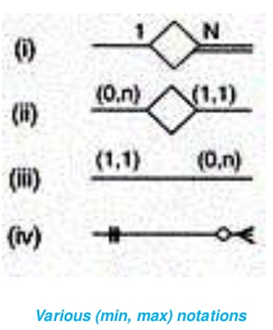 (i) 1 N
(ii) (0,n) (1,1)
(iii) (1,1) (0,n)
(iv)
Various (min, max) notations